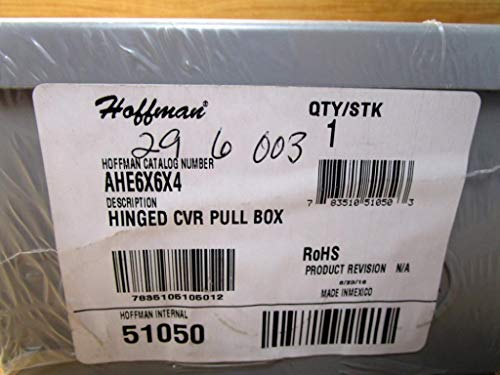 Hoffman®
QTY/STK
1
29 6 003
HOFFMAN CATALOG NUMBER
AHE6X6X4
7 83510 51050 3
DESCRIPTION
HINGED CVR PULL BOX
7835105105012
RoHS
PRODUCT REVISION N/A
MADE INMEXICO
HOFFMAN INTERNAL
51050